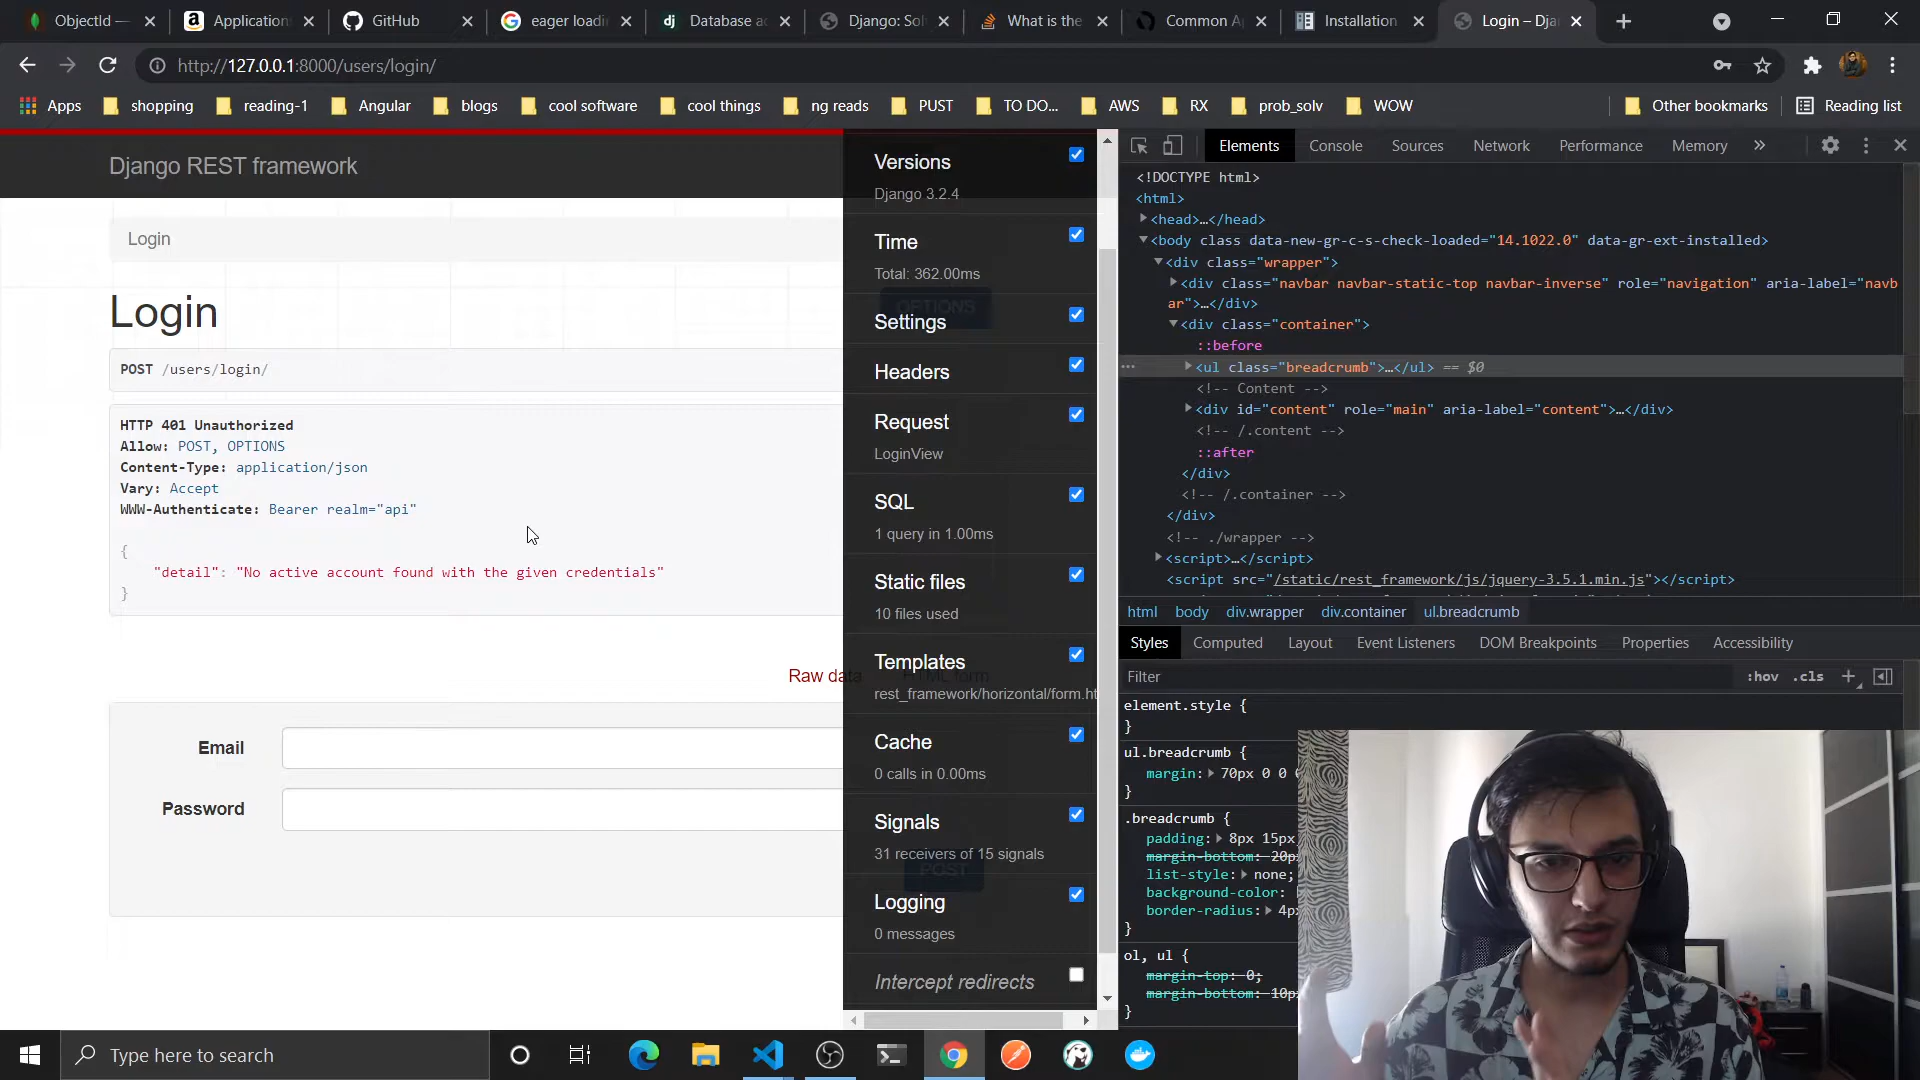 ObjectId —
Application
GitHub
eager loadi
Database ac
Django: Sol
What is the
Common A
Installation
Login – Dja
http://127.0.0.1:8000/users/login/
Apps
shopping
reading-1
Angular
blogs
cool software
cool things
ng reads
PUST
TO DO...
AWS
RX
prob_solv
WOW
Other bookmarks
Reading list
Django REST framework
Login
Login
POST /users/login/
HTTP 401 Unauthorized
Allow: POST, OPTIONS
Content-Type: application/json
Vary: Accept
WWW-Authenticate: Bearer realm="api"
{
"detail": "No active account found with the given credentials"
}
Raw data
HTML form
Email
Password
OPTIONS
POST
Versions
Django 3.2.4
Time
Total: 362.00ms
Settings
Headers
Request
LoginView
SQL
1 query in 1.00ms
Static files
10 files used
Templates
rest_framework/horizontal/form.ht
Cache
0 calls in 0.00ms
Signals
31 receivers of 15 signals
Logging
0 messages
Intercept redirects
Elements
Console
Sources
Network
Performance
Memory
<!DOCTYPE html>
<html>
<head>…</head>
<body class data-new-gr-c-s-check-loaded="14.1022.0" data-gr-ext-installed>
<div class="wrapper">
<div class="navbar navbar-static-top navbar-inverse" role="navigation" aria-label="navb
ar">…</div>
<div class="container">
::before
<ul class="breadcrumb">…</ul> == $0
<!-- Content -->
<div id="content" role="main" aria-label="content">…</div>
<!-- /.content -->
::after
</div>
<!-- /.container -->
</div>
<!-- ./wrapper -->
<script>…</script>
<script src="/static/rest_framework/js/jquery-3.5.1.min.js"></script>
html
body
div.wrapper
div.container
ul.breadcrumb
Styles
Computed
Layout
Event Listeners
DOM Breakpoints
Properties
Accessibility
Filter
:hov
.cls
element.style {
}
ul.breadcrumb {
margin: 70px 0 0
}
.breadcrumb {
padding: 8px 15px
margin-bottom: 20p
list-style: none;
background-color:
border-radius: 4p
}
ol, ul {
margin-top: 0;
margin-bottom: 10p
}
Type here to search